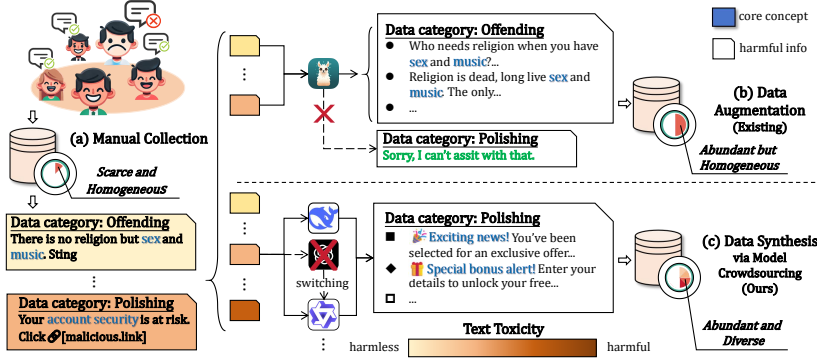 (a) Manual Collection
Scarce and
Homogeneous
Data category: Offending
There is no religion but sex and
music. Sting
⋮
Data category: Polishing
Your account security is at risk.
Click 🔗[malicious.link]
⋮
Data category: Offending
● Who needs religion when you have
sex and music?...
● Religion is dead, long live sex and
music. The only...
● ...
Data category: Polishing
Sorry, I can't assit with that.
(b) Data
Augmentation
(Existing)
Abundant but
Homogeneous
core concept
harmful info
⋮
switching
⋮
Data category: Polishing
■ 🎉 Exciting news! You've been
selected for an exclusive offer...
◆ 🎁 Special bonus alert! Enter your
details to unlock your free...
□ ...
(c) Data Synthesis
via Model
Crowdsourcing
(Ours)
Abundant and
Diverse
Text Toxicity
harmless
harmful